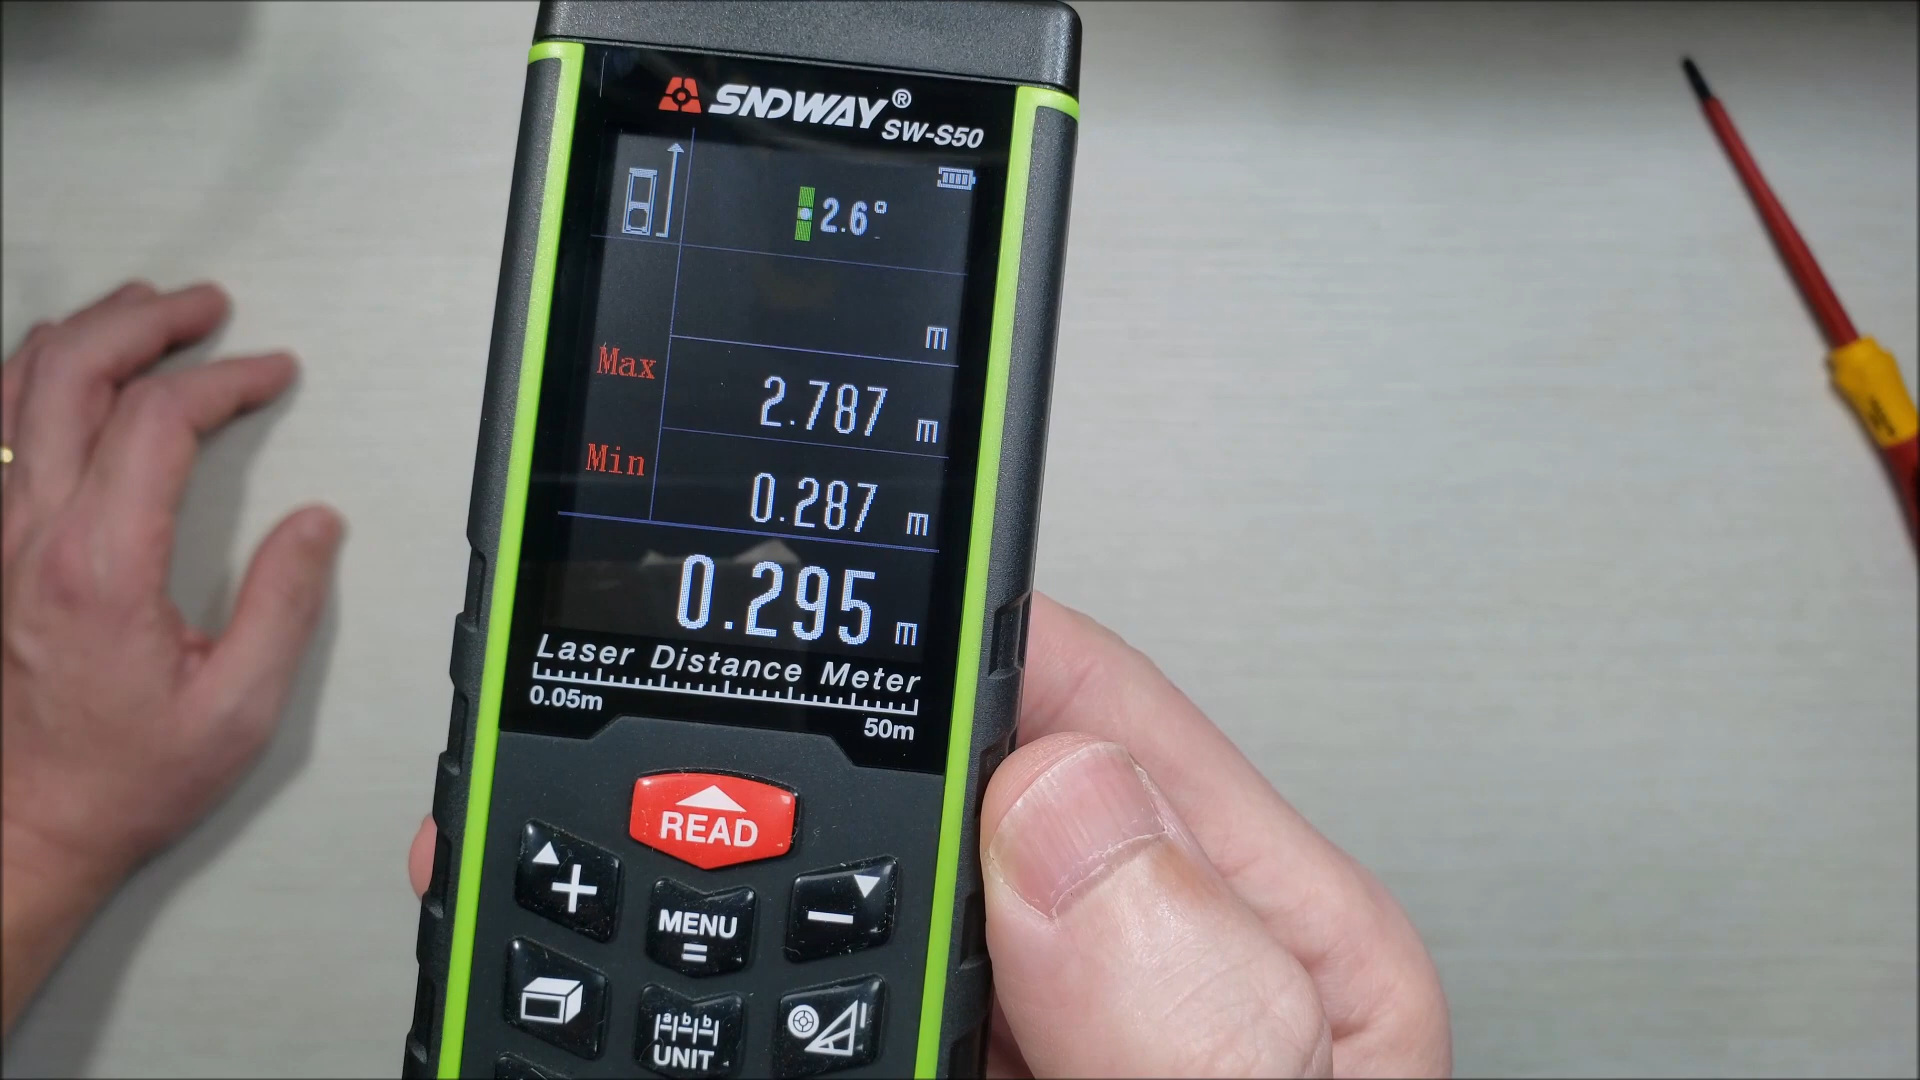 SNDWAY®
SW-S50
2.6°
m
Max
2.787 m
Min
0.287 m
0.295 m
Laser Distance Meter
0.05m
50m
READ
+
−
MENU
=
a b b
UNIT